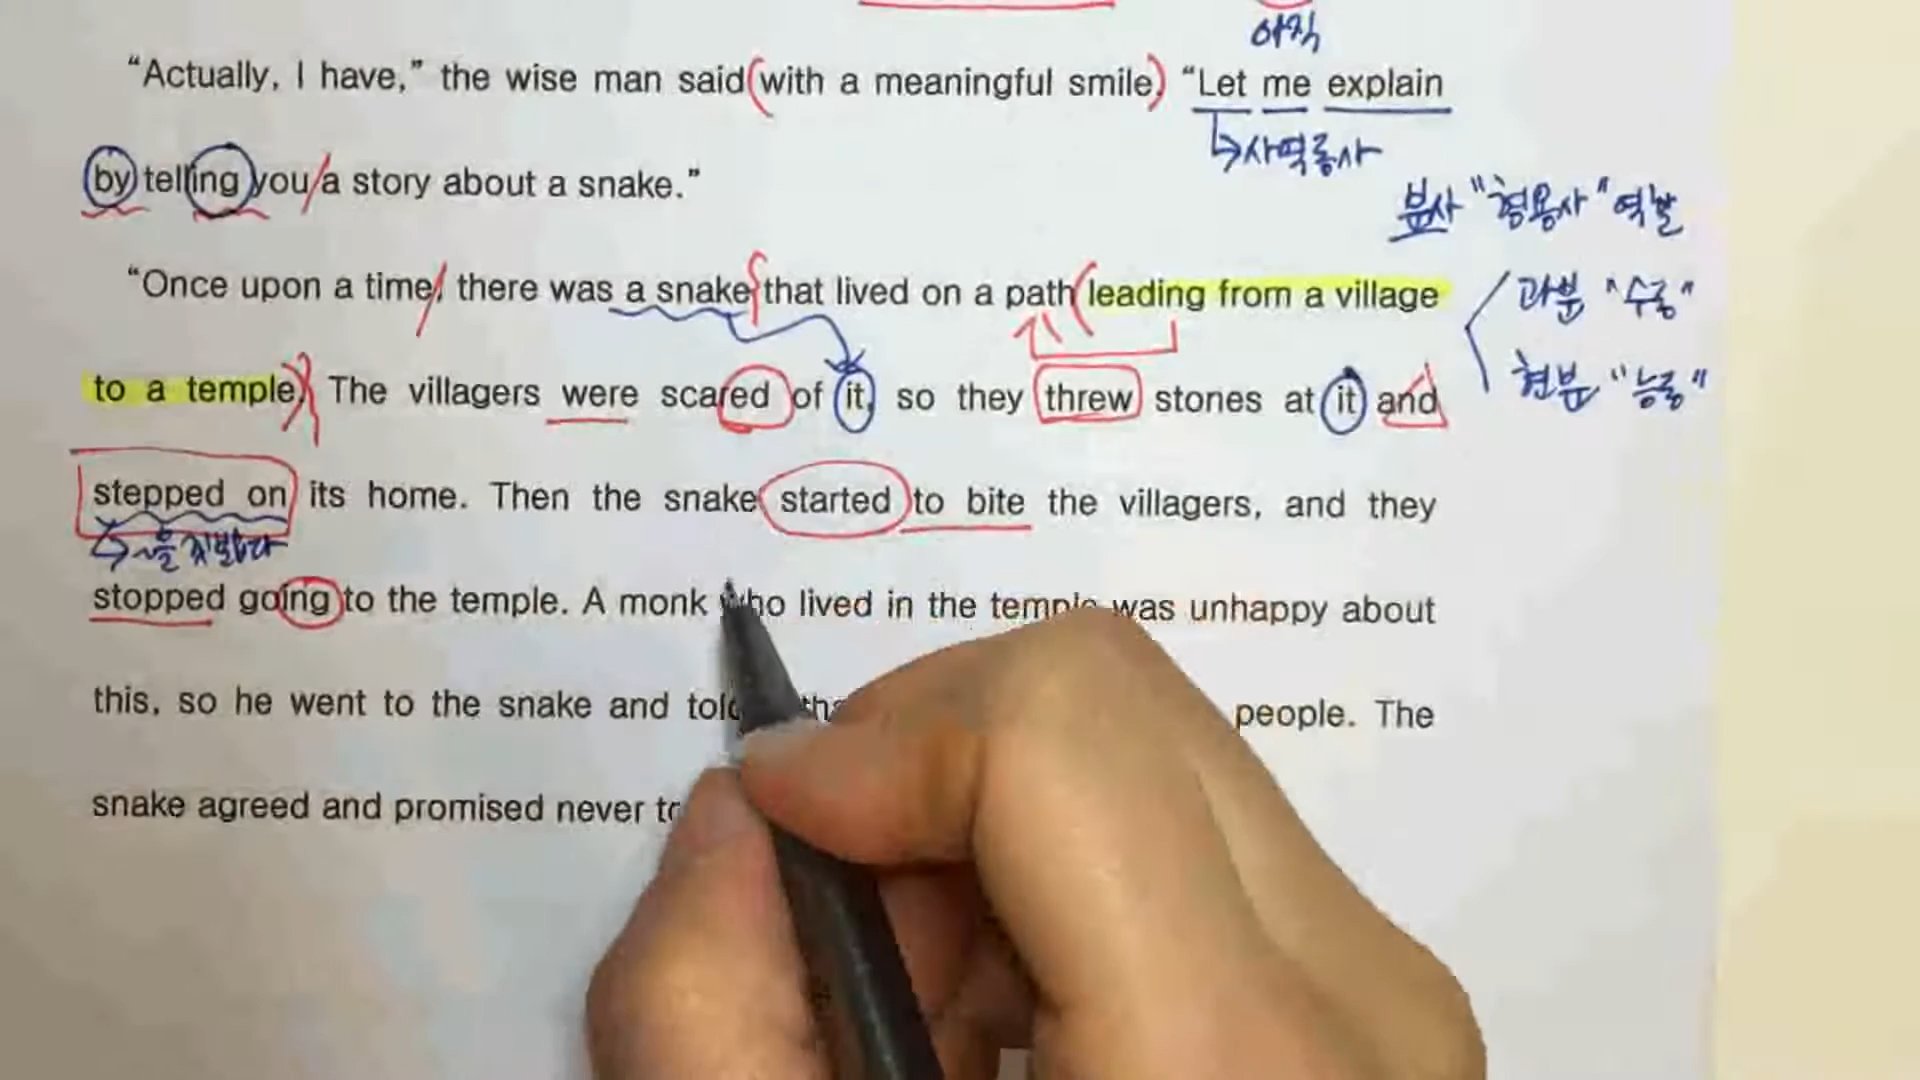 아직
“Actually, I have,” the wise man said with a meaningful smile. “Let me explain
↳사역동사
by telling you a story about a snake.”
분사 "형용사" 역할
“Once upon a time, there was a snake that lived on a path leading from a village
과분 "수동"
to a temple. The villagers were scared of it, so they threw stones at it and
현분 "능동"
stepped on its home. Then the snake started to bite the villagers, and they
↳~을 짓밟다
stopped going to the temple. A monk who lived in the temple was unhappy about
this, so he went to the snake and people. The
snake agreed and promised never